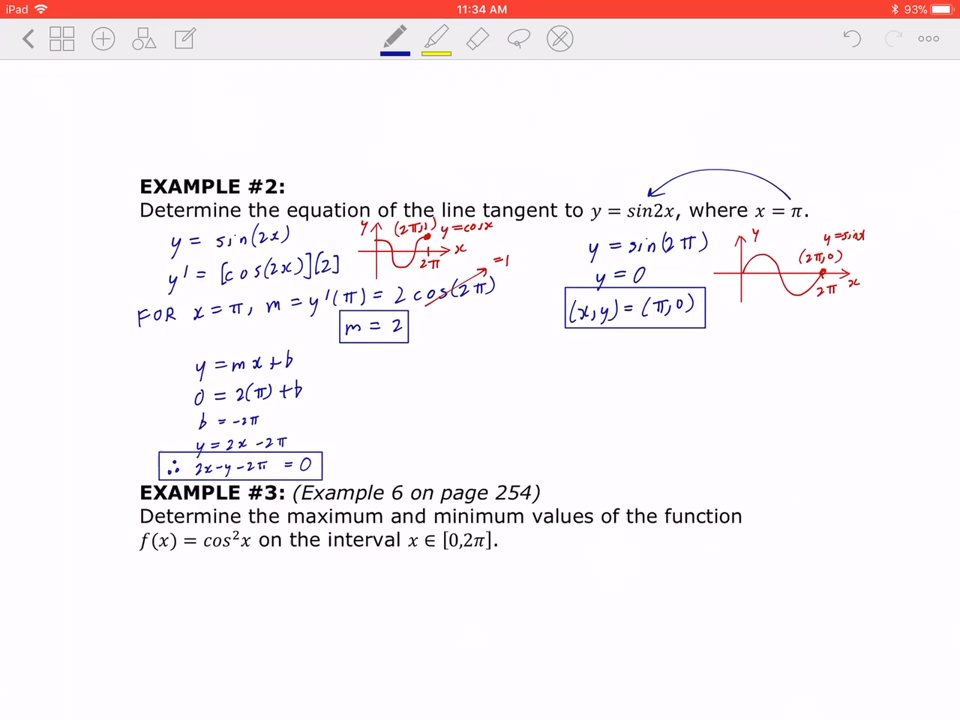 iPad 11:34 AM 93%
EXAMPLE #2:
Determine the equation of the line tangent to y = sin2x, where x = π.
y = sin(2x)
y' = [cos(2x)][2]
FOR x = π, m = y'(π) = 2 cos(2π)
=1
m = 2
y
(2π,1) y=cosx
x
2π
y = sin(2π)
y = 0
(x,y) = (π,0)
y
y=sinx
(2π,0)
2π x
y = mx + b
0 = 2(π) + b
b = -2π
y = 2x - 2π
∴ 2x-y-2π = 0
EXAMPLE #3: (Example 6 on page 254)
Determine the maximum and minimum values of the function
f(x) = cos²x on the interval x ∈ [0,2π].